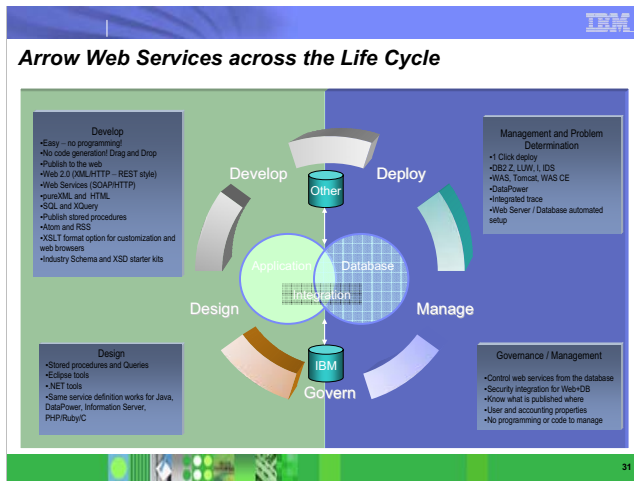 IBM
Arrow Web Services across the Life Cycle
Develop
•Easy – no programming!
•No code generation! Drag and Drop
•Publish to the web
•Web 2.0 (XML/HTTP – REST style)
•Web Services (SOAP/HTTP)
•pureXML and HTML
•SQL and XQuery
•Publish stored procedures
•Atom and RSS
•XSLT format option for customization and
web browsers
•Industry Schema and XSD starter kits
Management and Problem
Determination
•1 Click deploy
•DB2 Z, LUW, I, IDS
•WAS, Tomcat, WAS CE
•DataPower
•Integrated trace
•Web Server / Database automated
setup
Develop
Deploy
Other
Application
Database
Integration
Design
Manage
IBM
Govern
Design
•Stored procedures and Queries
•Eclipse tools
•.NET tools
•Same service definition works for Java,
DataPower, Information Server,
PHP/Ruby/C
Governance / Management
•Control web services from the database
•Security integration for Web+DB
•Know what is published where
•User and accounting properties
•No programming or code to manage
31